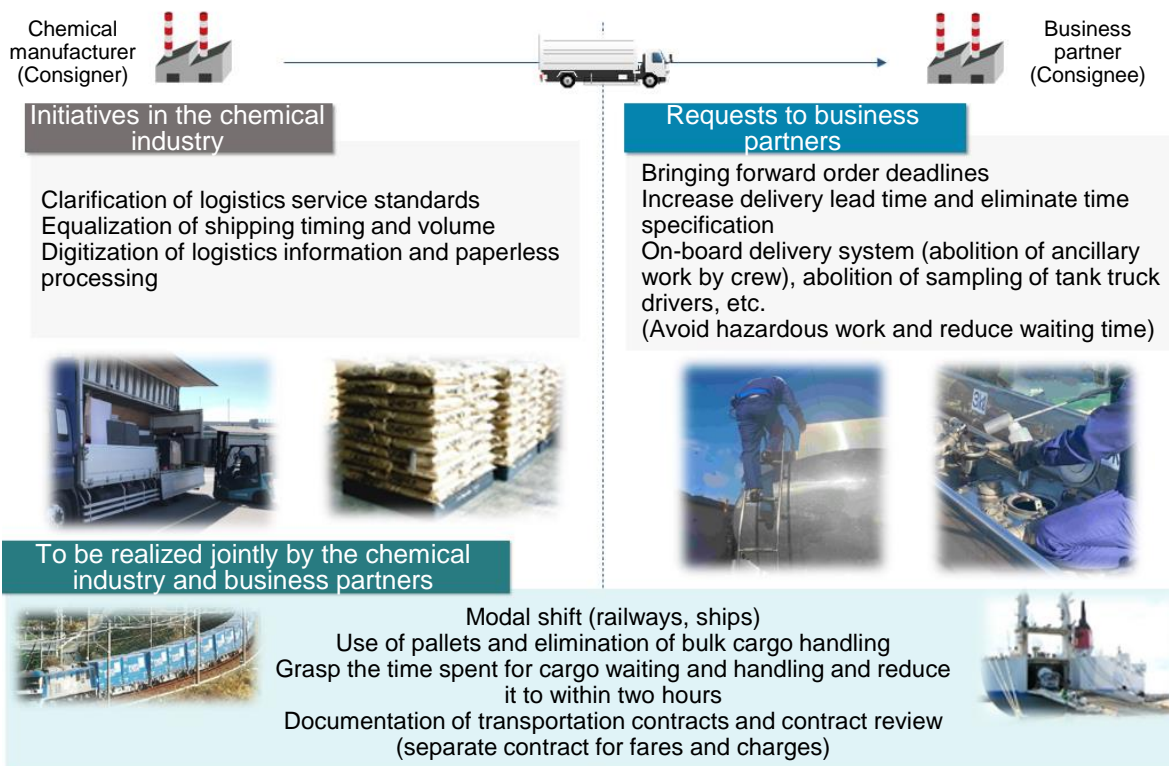 Chemical
manufacturer
(Consigner)
Business
partner
(Consignee)
Initiatives in the chemical
industry
Clarification of logistics service standards
Equalization of shipping timing and volume
Digitization of logistics information and paperless
processing
Requests to business
partners
Bringing forward order deadlines
Increase delivery lead time and eliminate time
specification
On-board delivery system (abolition of ancillary
work by crew), abolition of sampling of tank truck
drivers, etc.
(Avoid hazardous work and reduce waiting time)
To be realized jointly by the chemical
industry and business partners
Modal shift (railways, ships)
Use of pallets and elimination of bulk cargo handling
Grasp the time spent for cargo waiting and handling and reduce
it to within two hours
Documentation of transportation contracts and contract review
(separate contract for fares and charges)